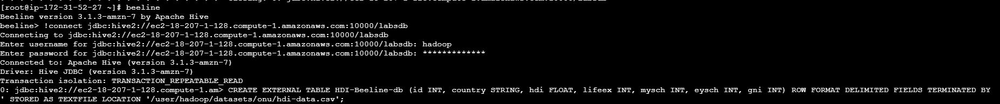 [root@ip-172-31-52-27 ~]# beeline
Beeline version 3.1.3-amzn-7 by Apache Hive
beeline> !connect jdbc:hive2://ec2-18-207-1-128.compute-1.amazonaws.com:10000/labsdb
Connecting to jdbc:hive2://ec2-18-207-1-128.compute-1.amazonaws.com:10000/labsdb
Enter username for jdbc:hive2://ec2-18-207-1-128.compute-1.amazonaws.com:10000/labsdb: hadoop
Enter password for jdbc:hive2://ec2-18-207-1-128.compute-1.amazonaws.com:10000/labsdb: *************
Connected to: Apache Hive (version 3.1.3-amzn-7)
Driver: Hive JDBC (version 3.1.3-amzn-7)
Transaction isolation: TRANSACTION_REPEATABLE_READ
0: jdbc:hive2://ec2-18-207-1-128.compute-1.am> CREATE EXTERNAL TABLE HDI-Beeline-db (id INT, country STRING, hdi FLOAT, lifeex INT, mysch INT, eysch INT, gni INT) ROW FORMAT DELIMITED FIELDS TERMINATED BY
' STORED AS TEXTFILE LOCATION '/user/hadoop/datasets/onu/hdi-data.csv';